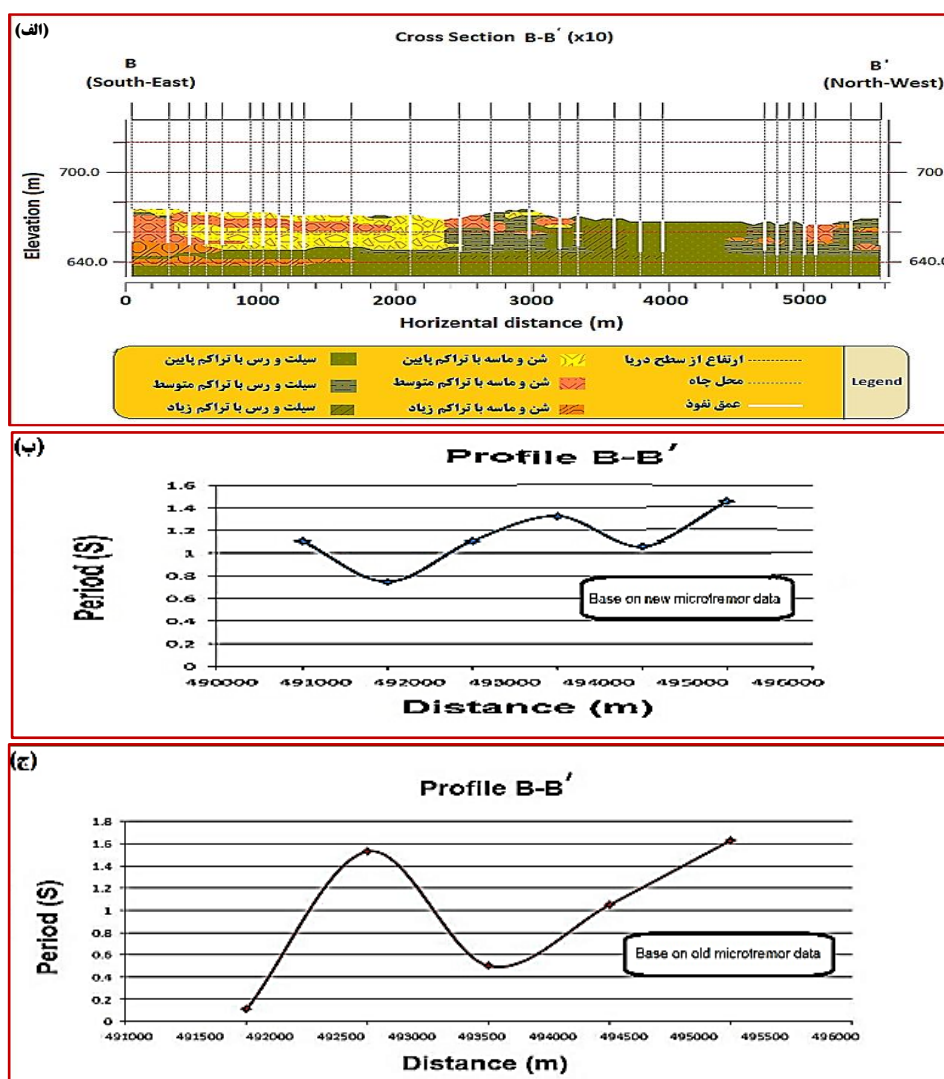 (الف)
Cross Section B-B' (x10)
B
(South-East)
B'
(North-West)
Elevation (m)
700.0
700.0
640.0
640.0
0 1000 2000 3000 4000 5000
Horizental distance (m)
سیلت و رس با تراکم پایین
شن و ماسه با تراکم پایین
ارتفاع از سطح دریا
سیلت و رس با تراکم متوسط
شن و ماسه با تراکم متوسط
محل چاه
سیلت و رس با تراکم زیاد
شن و ماسه با تراکم زیاد
عمق نفوذ
Legend
(ب)
Profile B-B'
Period (S)
1.6
1.4
1.2
1
0.8
0.6
0.4
0.2
0
Base on new microtremor data
490000 491000 492000 493000 494000 495000 496000
Distance (m)
(ج)
Profile B-B'
Period (S)
1.8
1.6
1.4
1.2
1
0.8
0.6
0.4
0.2
0
Base on old microtremor data
491000 491500 492000 492500 493000 493500 494000 494500 495000 495500 496000
Distance (m)